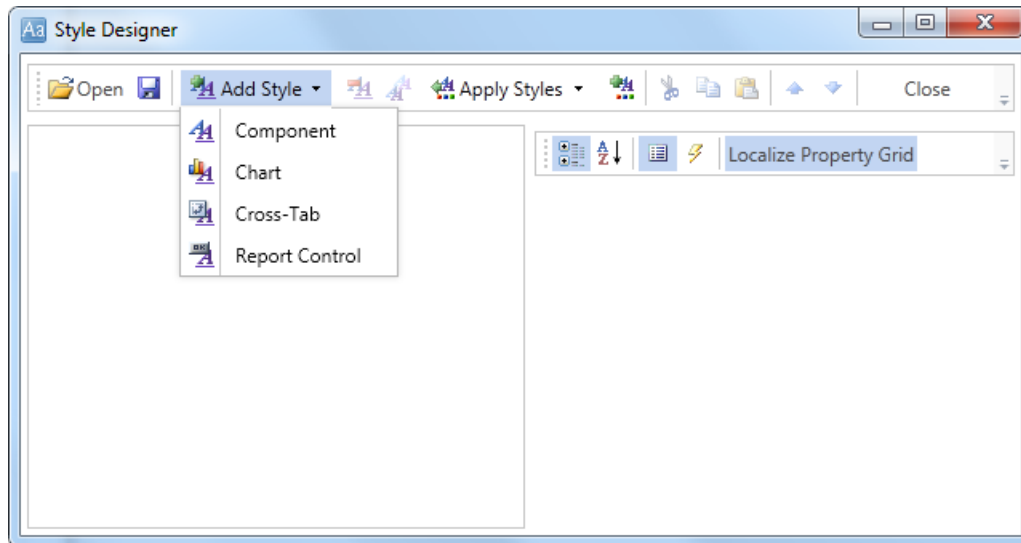 Style Designer
Open Add Style Apply Styles Close
Component
Localize Property Grid
Chart
Cross-Tab
Report Control